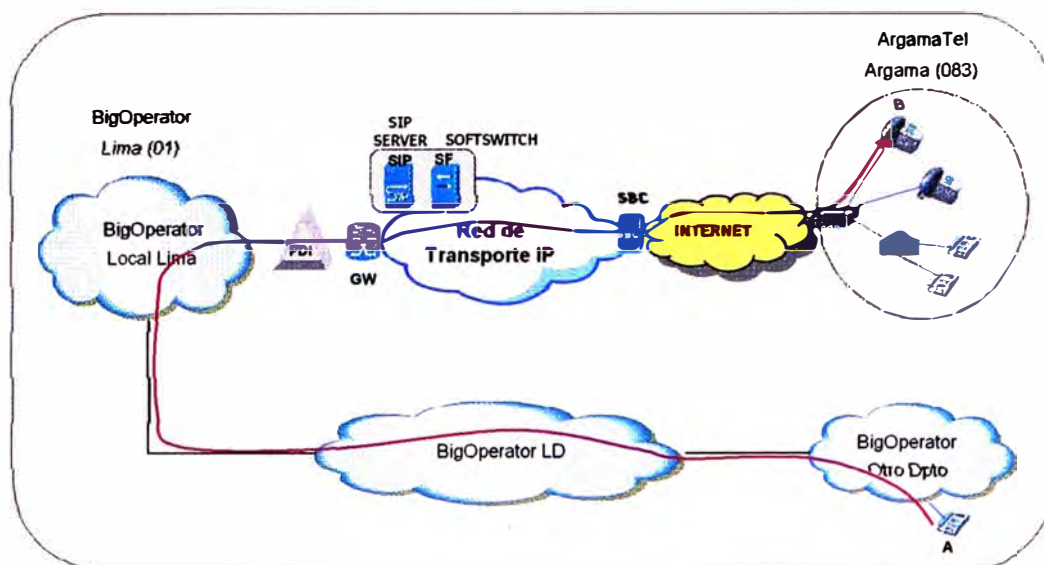 ArgamaTel
Argama (083)
B
BigOperator
Lima (01)
SIP
SERVER
SOFTSWITCH
SIP
SF
SBC
BigOperator
Local Lima
PDI
GW
Red de
Transporte IP
INTERNET
BigOperator LD
BigOperator
Otro Dpto
A